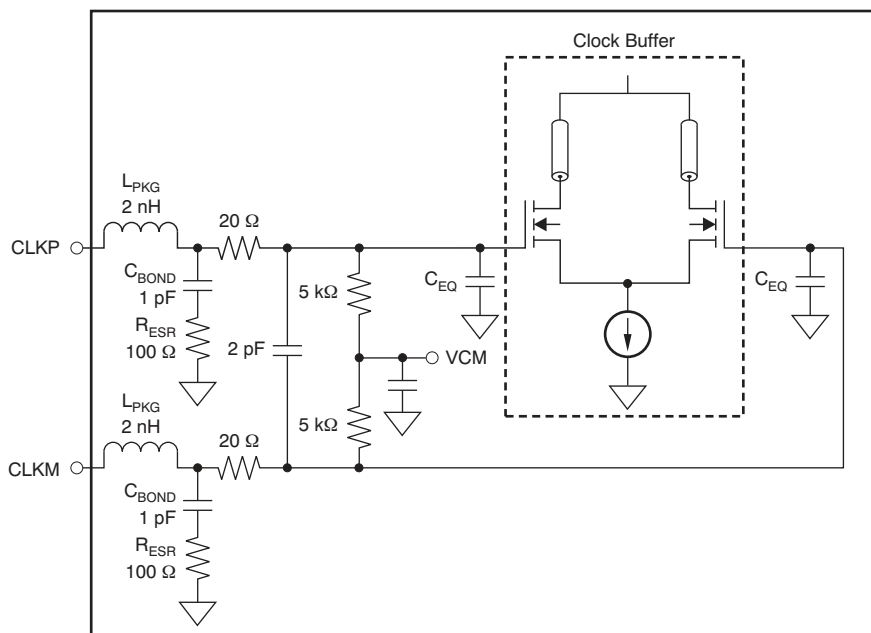 Clock Buffer
L_PKG
2 nH
20 Ω
CLKP
C_BOND
1 pF
R_ESR
100 Ω
5 kΩ
C_EQ
C_EQ
2 pF
VCM
L_PKG
2 nH
5 kΩ
20 Ω
CLKM
C_BOND
1 pF
R_ESR
100 Ω